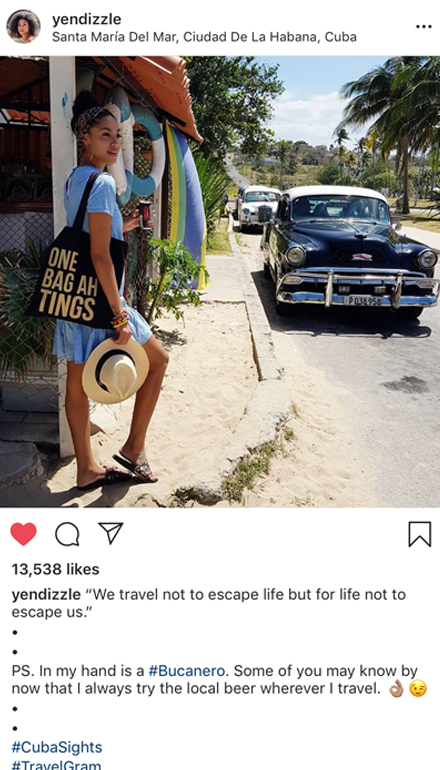 yendizzle
Santa María Del Mar, Ciudad De La Habana, Cuba
ONE
BAG AH
TINGS
P 038 958
13,538 likes
yendizzle “We travel not to escape life but for life not to
escape us.”
•
•
PS. In my hand is a #Bucanero. Some of you may know by
now that I always try the local beer wherever I travel. 👌🏽 😉
•
•
#CubaSights
#TravelGram